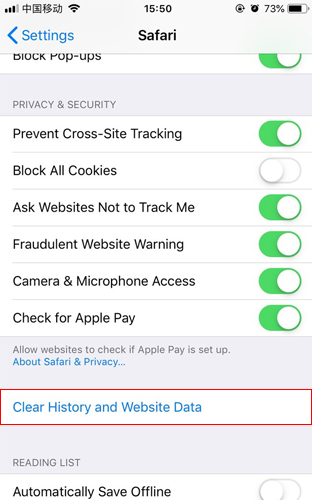 中国移动 15:50 73%
Settings Safari
Block Pop-ups
PRIVACY & SECURITY
Prevent Cross-Site Tracking
Block All Cookies
Ask Websites Not to Track Me
Fraudulent Website Warning
Camera & Microphone Access
Check for Apple Pay
Allow websites to check if Apple Pay is set up.
About Safari & Privacy...
Clear History and Website Data
READING LIST
Automatically Save Offline